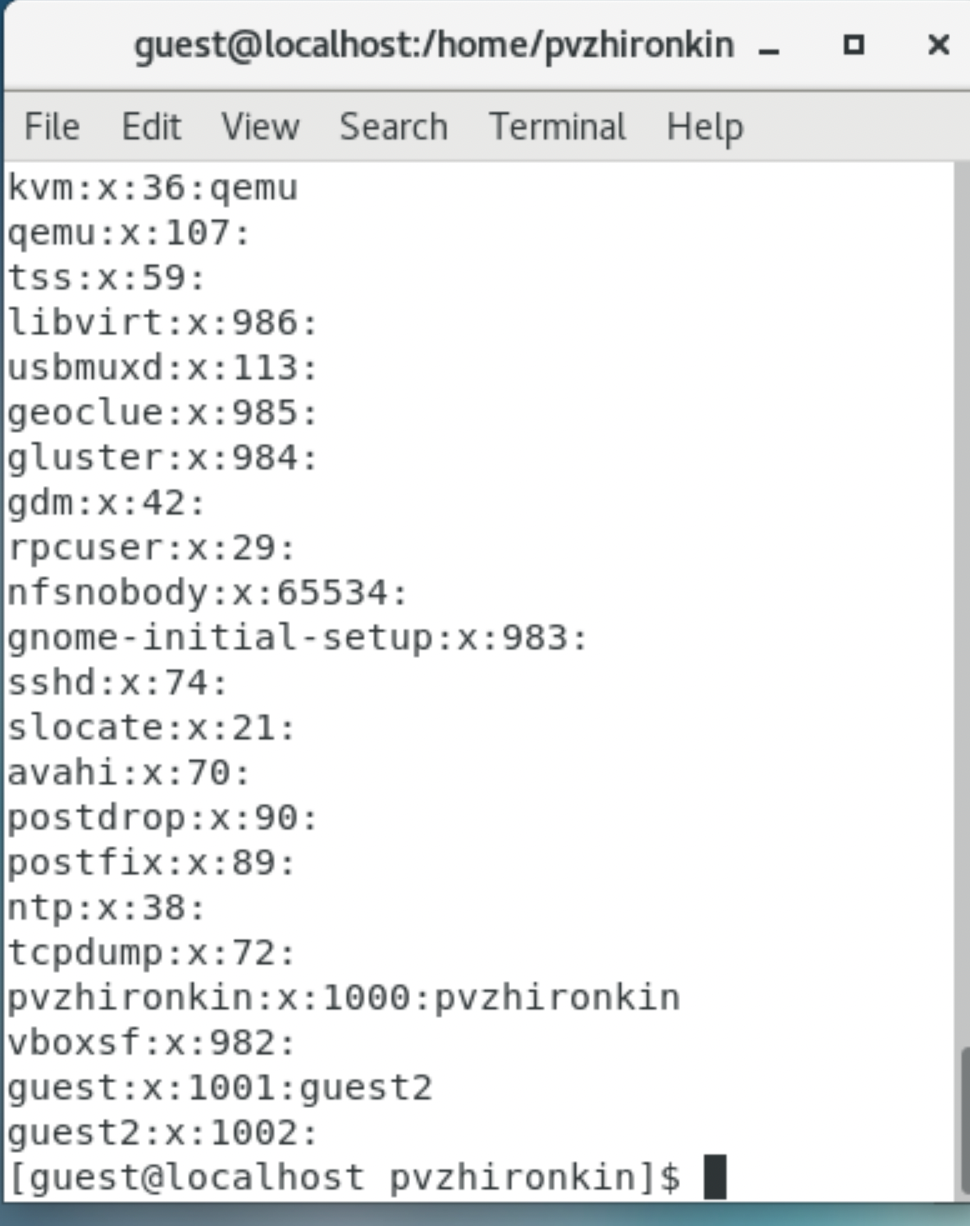 guest@localhost:/home/pvzhironkin
File Edit View Search Terminal Help
kvm:x:36:qemu
qemu:x:107:
tss:x:59:
libvirt:x:986:
usbmuxd:x:113:
geoclue:x:985:
gluster:x:984:
gdm:x:42:
rpcuser:x:29:
nfsnobody:x:65534:
gnome-initial-setup:x:983:
sshd:x:74:
slocate:x:21:
avahi:x:70:
postdrop:x:90:
postfix:x:89:
ntp:x:38:
tcpdump:x:72:
pvzhironkin:x:1000:pvzhironkin
vboxsf:x:982:
guest:x:1001:guest2
guest2:x:1002:
[guest@localhost pvzhironkin]$